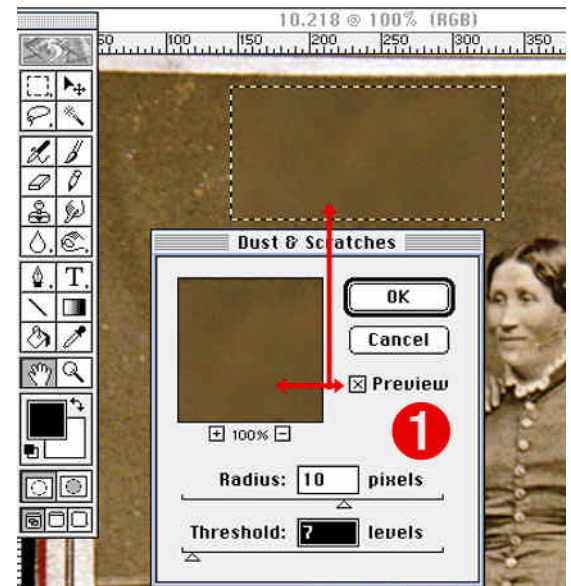 10.218 @ 100% (RGB)
50 100 150 200 250 300 350
Dust & Scratches
OK
Cancel
Preview
+ 100% -
1
Radius: 10 pixels
Threshold: 7 levels
T